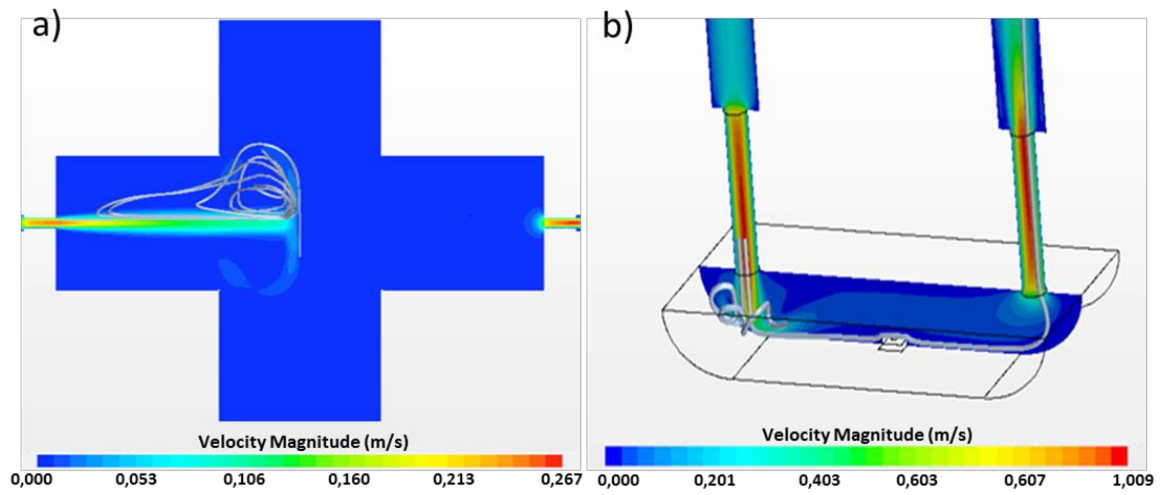 a)
Velocity Magnitude (m/s)
0,000 0,053 0,106 0,160 0,213 0,267
b)
Velocity Magnitude (m/s)
0,000 0,201 0,403 0,603 0,607 1,009